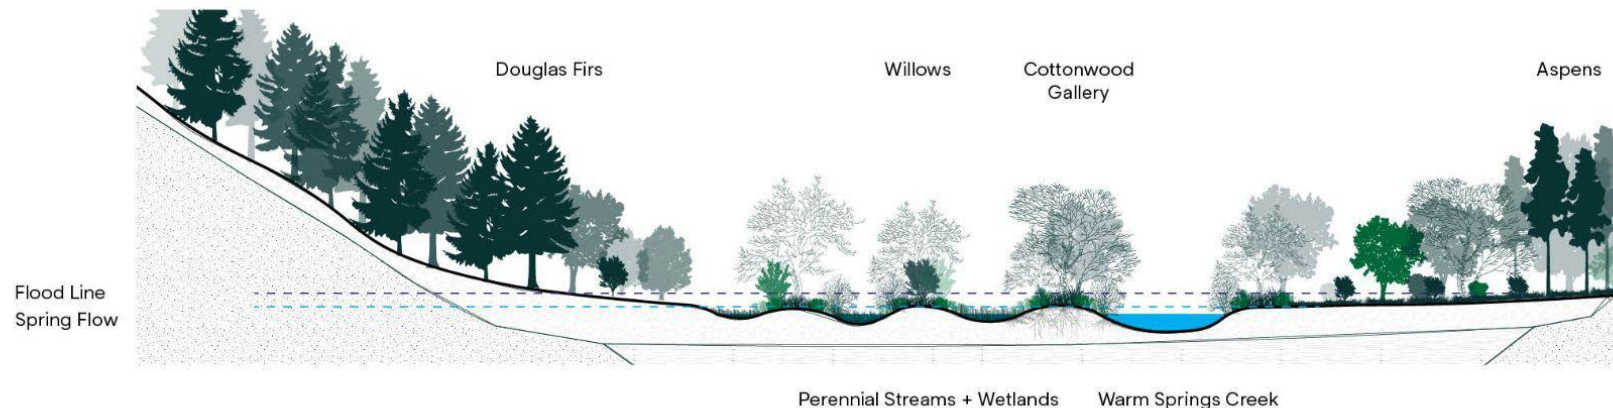 Douglas Firs
Willows
Cottonwood
Gallery
Aspens
Flood Line
Spring Flow
Perennial Streams + Wetlands
Warm Springs Creek